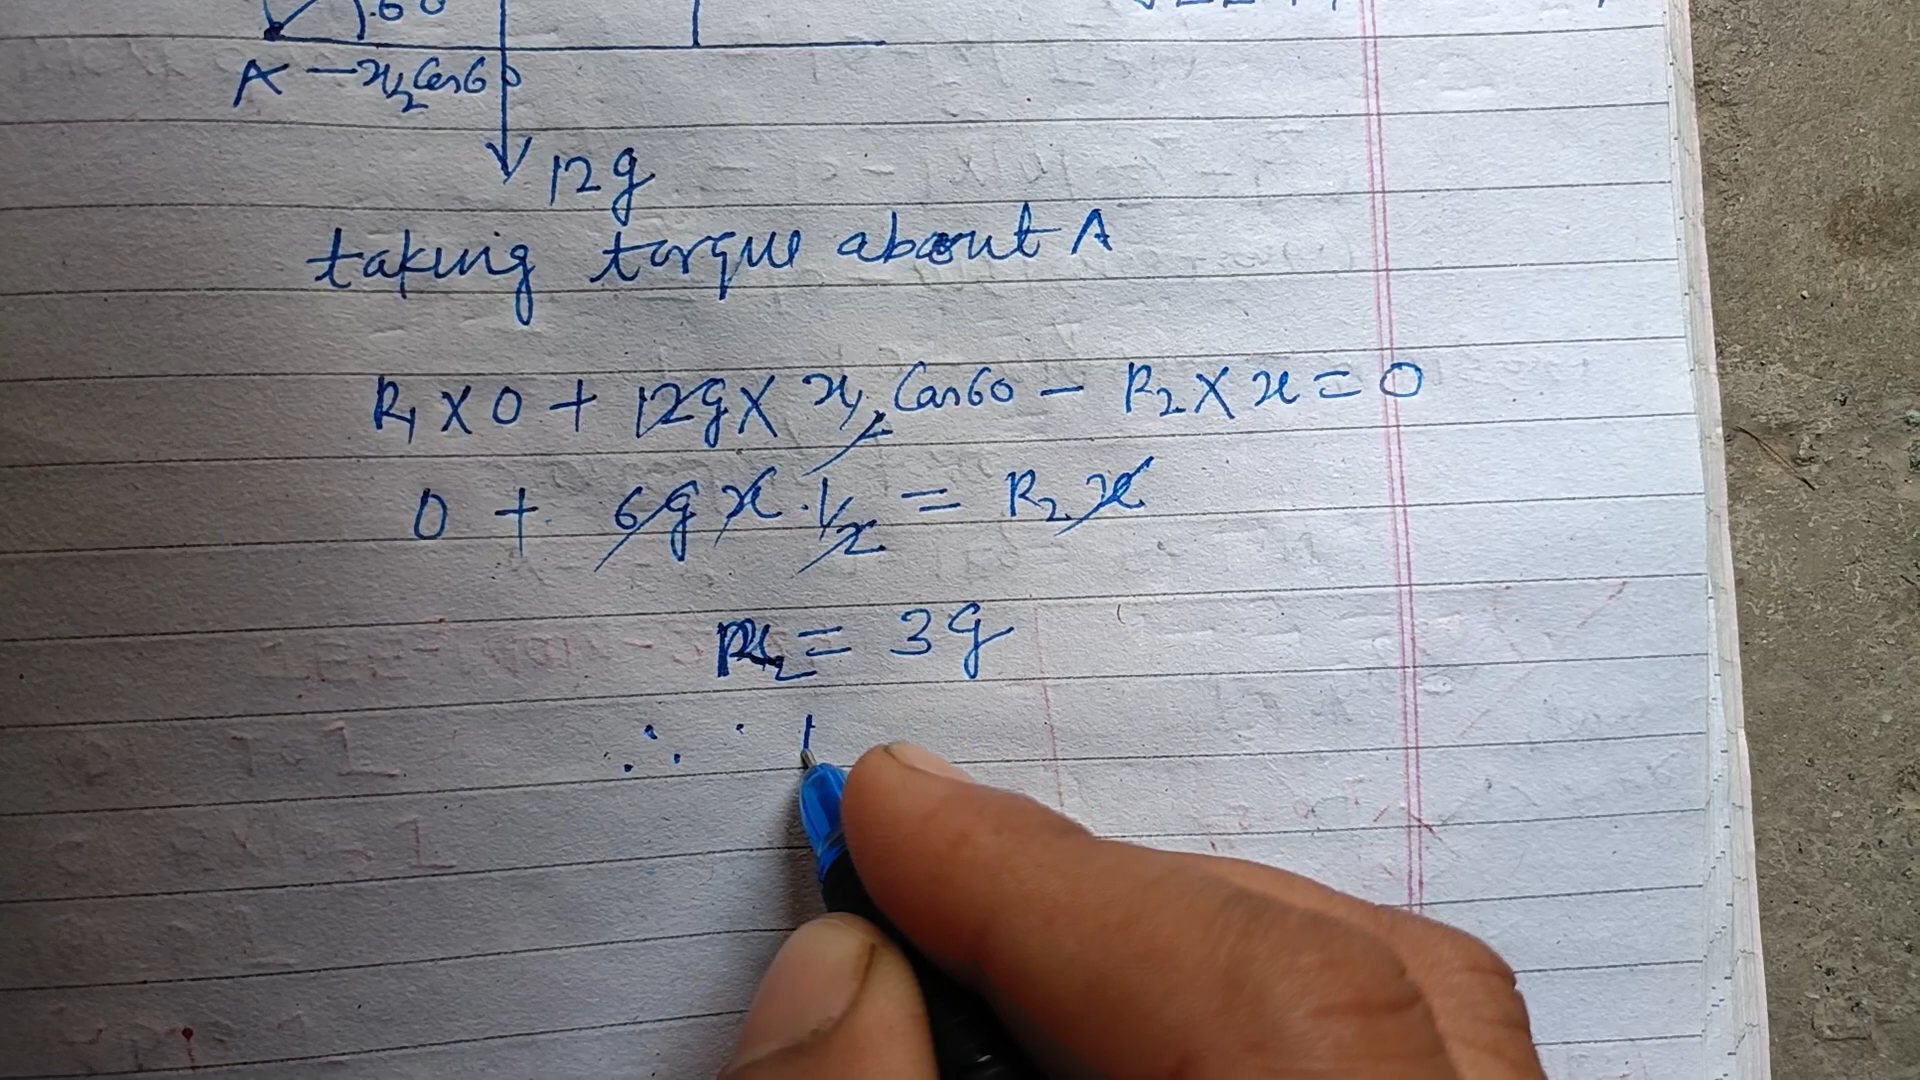 60
A — x/2 Cos60
12g
taking torque about A
R₁ X 0 + 12g X x/2 Cos60 - R₂ X x = 0
0 + 6g x . 1/2 = R₂ x
R₂ = 3g
∴